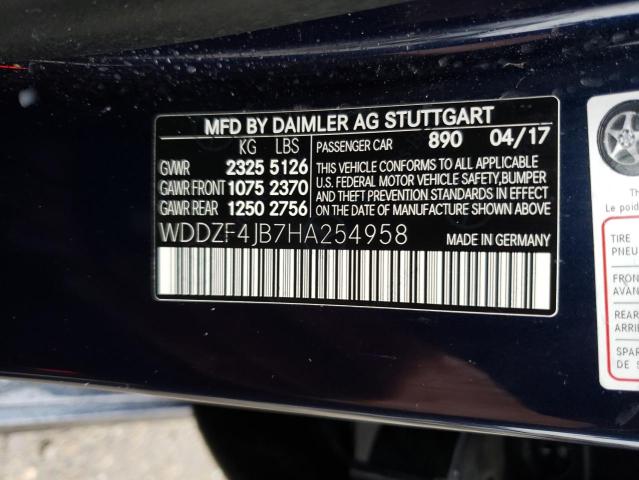 MFD BY DAIMLER AG STUTTGART
KG LBS
GVWR 2325 5126
GAWR FRONT 1075 2370
GAWR REAR 1250 2756
PASSENGER CAR 890 04/17
THIS VEHICLE CONFORMS TO ALL APPLICABLE
U.S. FEDERAL MOTOR VEHICLE SAFETY,BUMPER
AND THEFT PREVENTION STANDARDS IN EFFECT
ON THE DATE OF MANUFACTURE SHOWN ABOVE
WDDZF4JB7HA254958 MADE IN GERMANY
Le poid
TIRE
PNEU
FRON
AVAN
REAR
ARRIE
SPAR
DE S